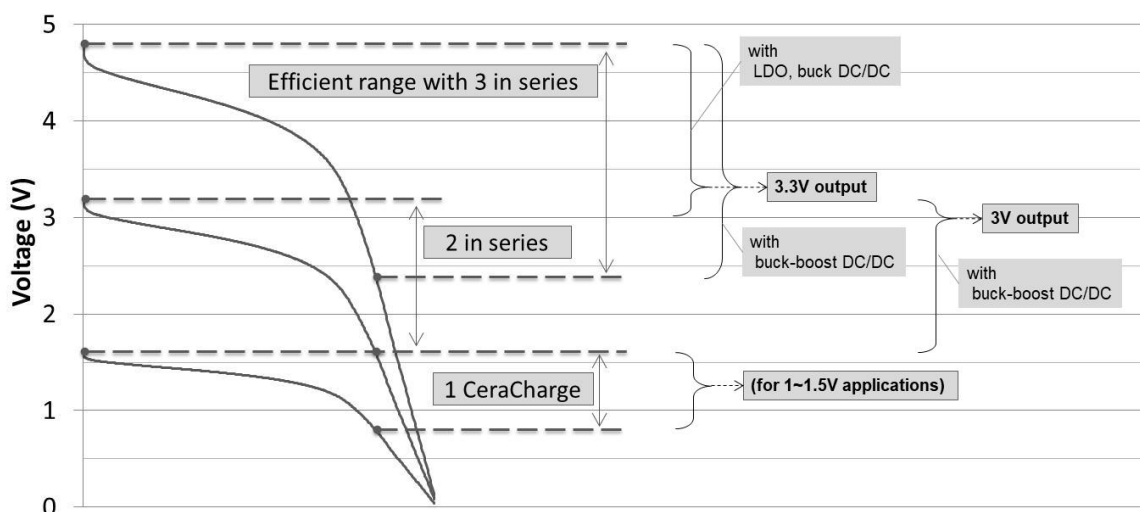 Voltage (V)
5
4
3
2
1
0
Efficient range with 3 in series
2 in series
1 CeraCharge
with
LDO, buck DC/DC
3.3V output
with
buck-boost DC/DC
3V output
with
buck-boost DC/DC
(for 1~1.5V applications)